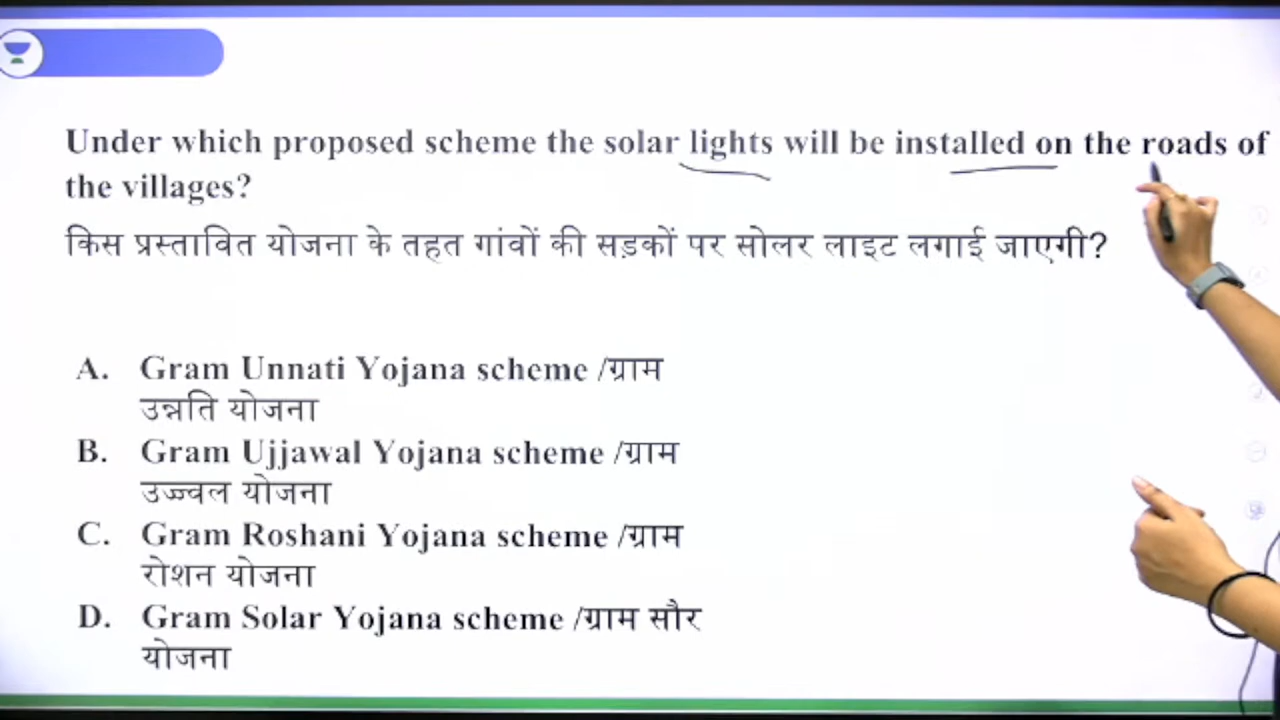 Under which proposed scheme the solar lights will be installed on the roads of
the villages?
किस प्रस्तावित योजना के तहत गांवों की सड़कों पर सोलर लाइट लगाई जाएगी?
A. Gram Unnati Yojana scheme /ग्राम
उन्नति योजना
B. Gram Ujjawal Yojana scheme /ग्राम
उज्ज्वल योजना
C. Gram Roshani Yojana scheme /ग्राम
रोशन योजना
D. Gram Solar Yojana scheme /ग्राम सौर
योजना